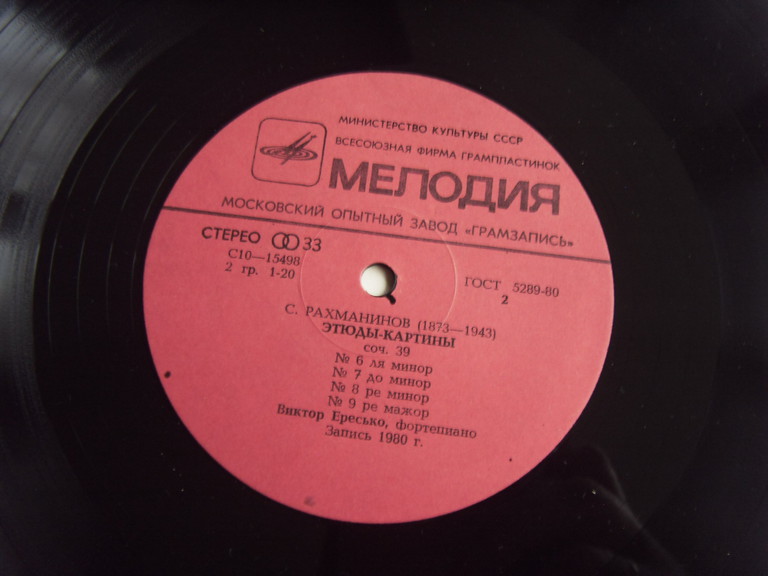 МИНИСТЕРСТВО КУЛЬТУРЫ СССР
ВСЕСОЮЗНАЯ ФИРМА ГРАМПЛАСТИНОК
МЕЛОДИЯ
МОСКОВСКИЙ ОПЫТНЫЙ ЗАВОД «ГРАМЗАПИСЬ»
СТЕРЕО 33
С10—15498
2 гр. 1-20
ГОСТ 5289-80
2
С. РАХМАНИНОВ (1873—1943)
ЭТЮДЫ-КАРТИНЫ
соч. 39
№ 6 ля минор
№ 7 до минор
№ 8 ре минор
№ 9 ре мажор
Виктор Ересько, фортепиано
Запись 1980 г.